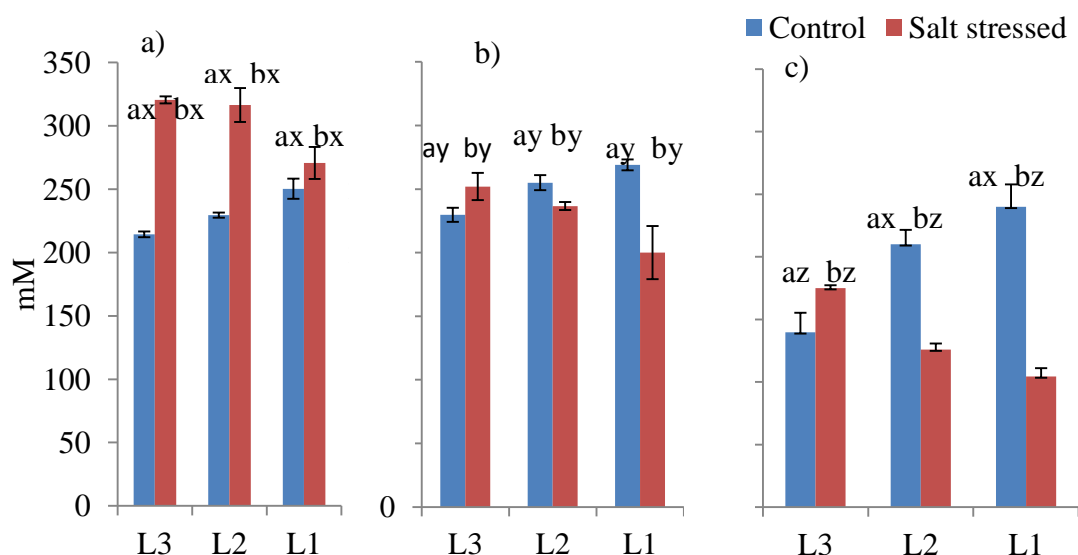 Control Salt stressed
a) b) c)
350
300
250
200
150
100
50
0
mM
ax bx ax bx ax bx
L3 L2 L1
ay by ay by ay by
0
L3 L2 L1
az bz ax bz ax bz
L3 L2 L1